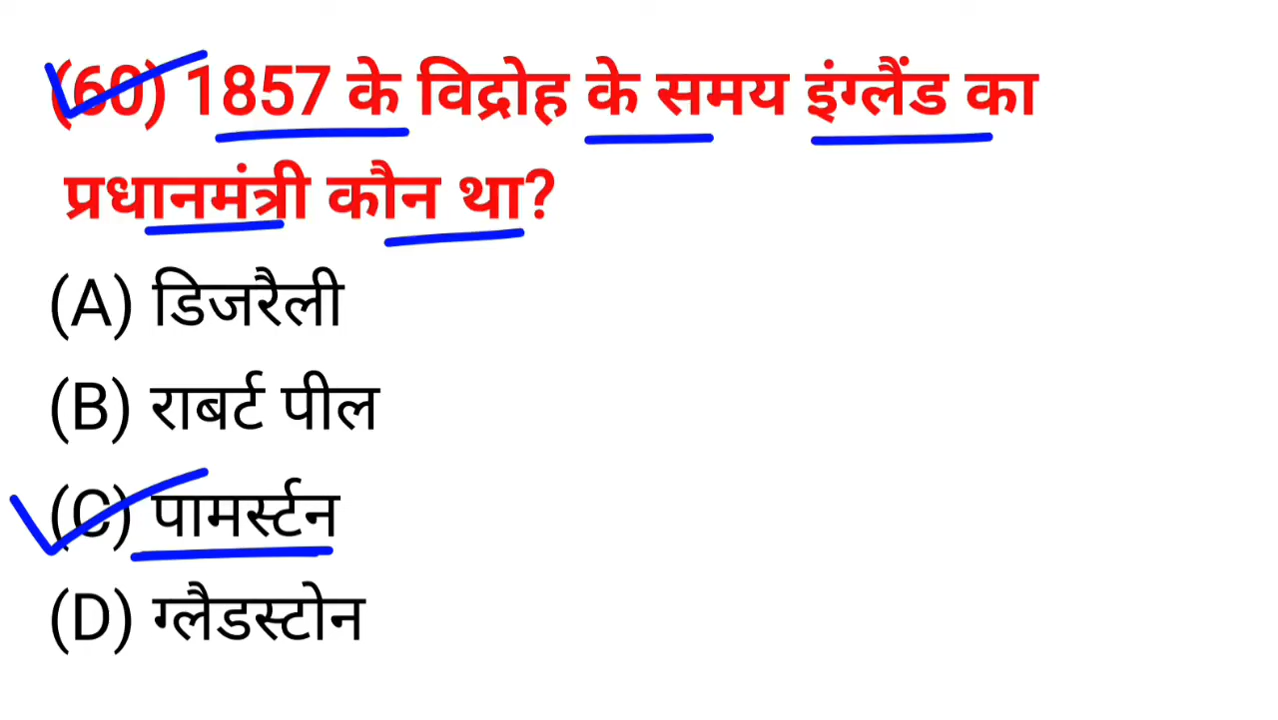 (60) 1857 के विद्रोह के समय इंग्लैंड का
प्रधानमंत्री कौन था?
(A) डिजरैली
(B) राबर्ट पील
(C) पामर्स्टन
(D) ग्लैडस्टोन